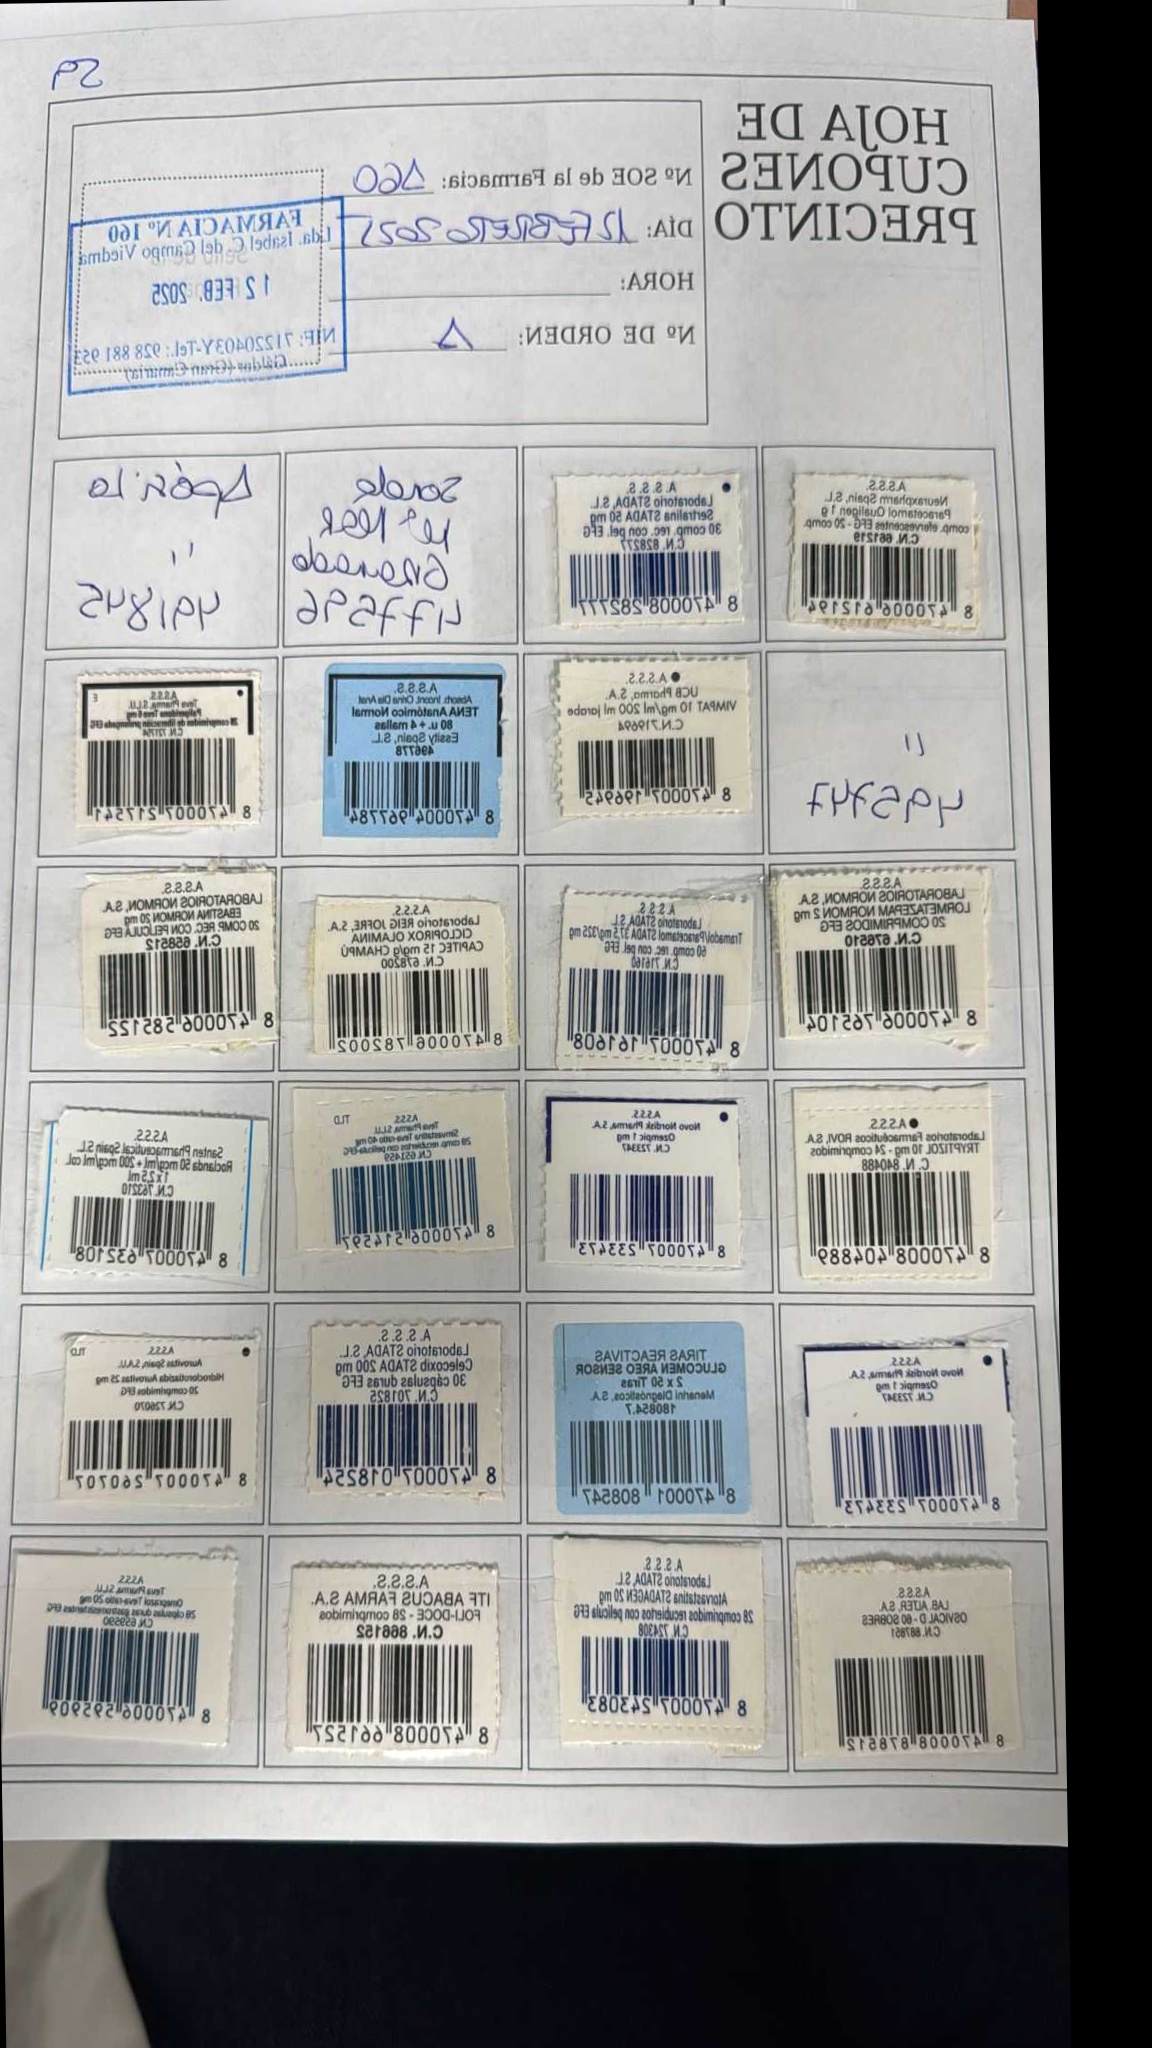 HOJA DE
CUPONES
PRECINTO
Nº SOE de la Farmacia: 160
DÍA: 12 FEBRERO 2025
HORA:
Nº DE ORDEN: 1
FARMACIA Nº 160
Lda. Isabel C. del Campo Viedma
Sello de la
12 FEB. 2025
NIF: 71220403Y-Tel.: 928 881 953
Gáldar (Gran Canaria)
A.S.S.S.
Neuraxpharm Spain, S.L.
Paracetamol Qualigen 1 g
comp. efervescentes EFG - 20 comp.
C.N. 661219
8 470006 612194
A.S.S.S.
Laboratorio STADA, S.L.
Sertralina STADA 50 mg
30 comp. rec. con pel. EFG
C.N. 828277
8 470008 282777
Granado
477596
Apósito
''
491845
''
495747
A.S.S.S.
UCB Pharma, S.A.
VIMPAT 10 mg/ml 200 ml jarabe
C.N.719694
8 470007 196945
A.S.S.S.
Absorb. Incont. Orina Día Anat
TENA Anatómico Normal
80 u. + 4 mallas
Essity Spain, S.L.
496778
8 470004 967784
A.S.S.S.
Teva Pharma, S.L.U.
Paliperidona Teva 6 mg
28 comprimidos de liberación prolongada EFG
C.N. 721754
8 470007 217541
E
A.S.S.S.
LABORATORIOS NORMON, S.A.
LORMETAZEPAM NORMON 2 mg
20 COMPRIMIDOS EFG
C.N. 676510
8 470006 765104
A.S.S.S.
Laboratorio STADA, S.L.
Tramadol/Paracetamol STADA 37,5 mg/325 mg
60 comp. rec. con pel. EFG
C.N. 716160
8 470007 161608
A.S.S.S.
Laboratorio REIG JOFRE, S.A.
CICLOPIROX OLAMINA
CAPITEC 15 mg/g CHAMPÚ
C.N. 678200
8 470006 782002
A.S.S.S.
LABORATORIOS NORMON, S.A.
EBASTINA NORMON 20 mg
20 COMP. REC. CON PELÍCULA EFG
C.N. 658512
8 470006 585122
A.S.S.S.
Laboratorios Farmacéuticos ROVI, S.A.
TRYPTIZOL 10 mg - 24 comprimidos
C. N. 840488
8 470008 404889
A.S.S.S.
Novo Nordisk Pharma, S.A.
Ozempic 1 mg
C.N. 723347
8 470007 233473
A.S.S.S. TLD
Teva Pharma, S.L.U.
Simvastatina Teva-ratio 40 mg
28 comp. recubiertos con película-EFG
C.N.651459
8 470006 514597
A.S.S.S.
Santen Pharmaceutical Spain S.L.
Roclanda 50 mcg/ml + 200 mcg/ml col.
1 x 2,5 ml
C.N. 763210
8 470007 632108
A.S.S.S.
Novo Nordisk Pharma, S.A.
Ozempic 1 mg
C.N. 723347
8 470007 233473
TIRAS REACTIVAS
GLUCOMEN AREO SENSOR
2 x 50 Tiras
Menarini Diagnósticos, S.A.
180854.7
8 470001 808547
A.S.S.S.
Laboratorio STADA, S.L.
Celecoxib STADA 200 mg
30 cápsulas duras EFG
C.N. 701825
8 470007 018254
A.S.S.S. TLD
Aurovitas Spain, S.A.U.
Hidroclorotiazida Aurovitas 25 mg
20 comprimidos EFG
C.N. 726070
8 470007 260707
A.S.S.S.
LAB. ALTER, S.A.
OSVICAL D - 60 SOBRES
C.N. 887851
8 470008 878512
A.S.S.S.
Laboratorio STADA, S.L.
Atorvastatina STADAGEN 20 mg
28 comprimidos recubiertos con película EFG
C.N. 724308
8 470007 243083
A.S.S.S.
ITF ABACUS FARMA S.A.
FOLI-DOCE - 28 comprimidos
C.N. 866152
8 470008 661527
A.S.S.S.
Teva Pharma, S.L.U.
Omeprazol Teva-ratio 20 mg
28 cápsulas duras gastrorresistentes EFG
C.N. 659590
8 470006 595909